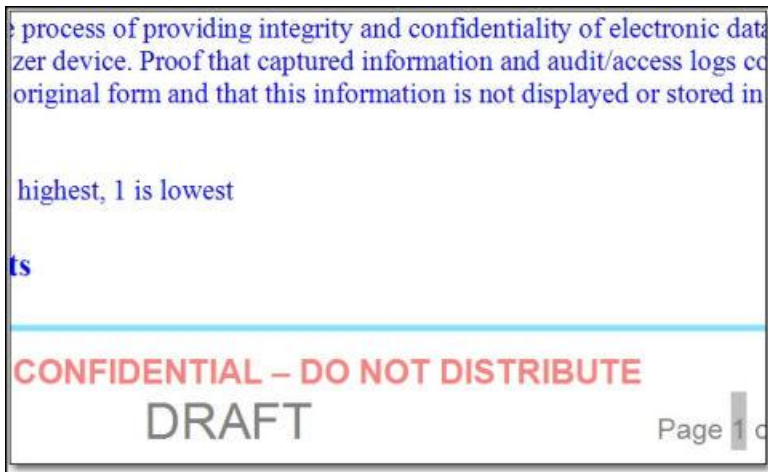 process of providing integrity and confidentiality of electronic data
zer device. Proof that captured information and audit/access logs co
original form and that this information is not displayed or stored in
highest, 1 is lowest
ts
CONFIDENTIAL – DO NOT DISTRIBUTE
DRAFT
Page 1 o